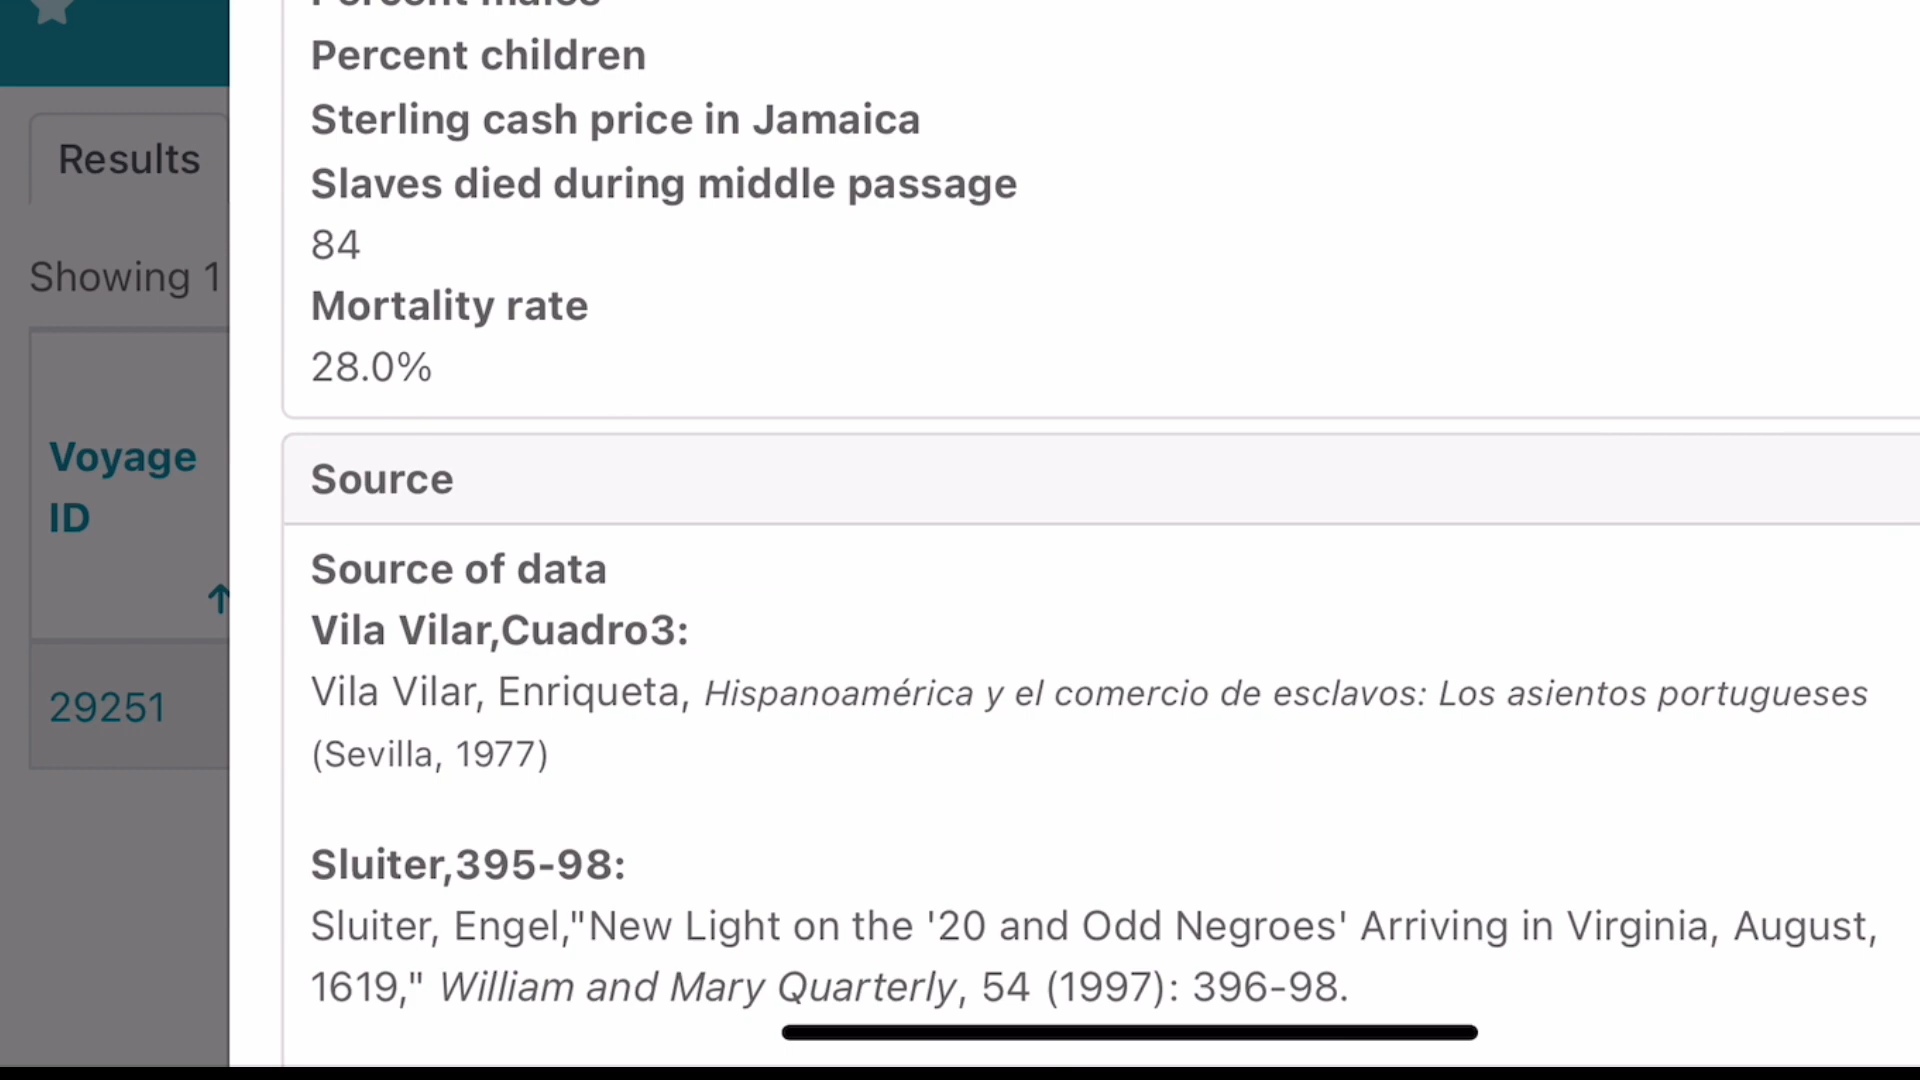 Percent males
Percent children
Sterling cash price in Jamaica
Slaves died during middle passage
84
Mortality rate
28.0%
Source
Source of data
Vila Vilar,Cuadro3:
Vila Vilar, Enriqueta, Hispanoamérica y el comercio de esclavos: Los asientos portugueses
(Sevilla, 1977)
Sluiter,395-98:
Sluiter, Engel,"New Light on the '20 and Odd Negroes' Arriving in Virginia, August,
1619," William and Mary Quarterly, 54 (1997): 396-98.
Results
Showing 1
Voyage
ID
29251